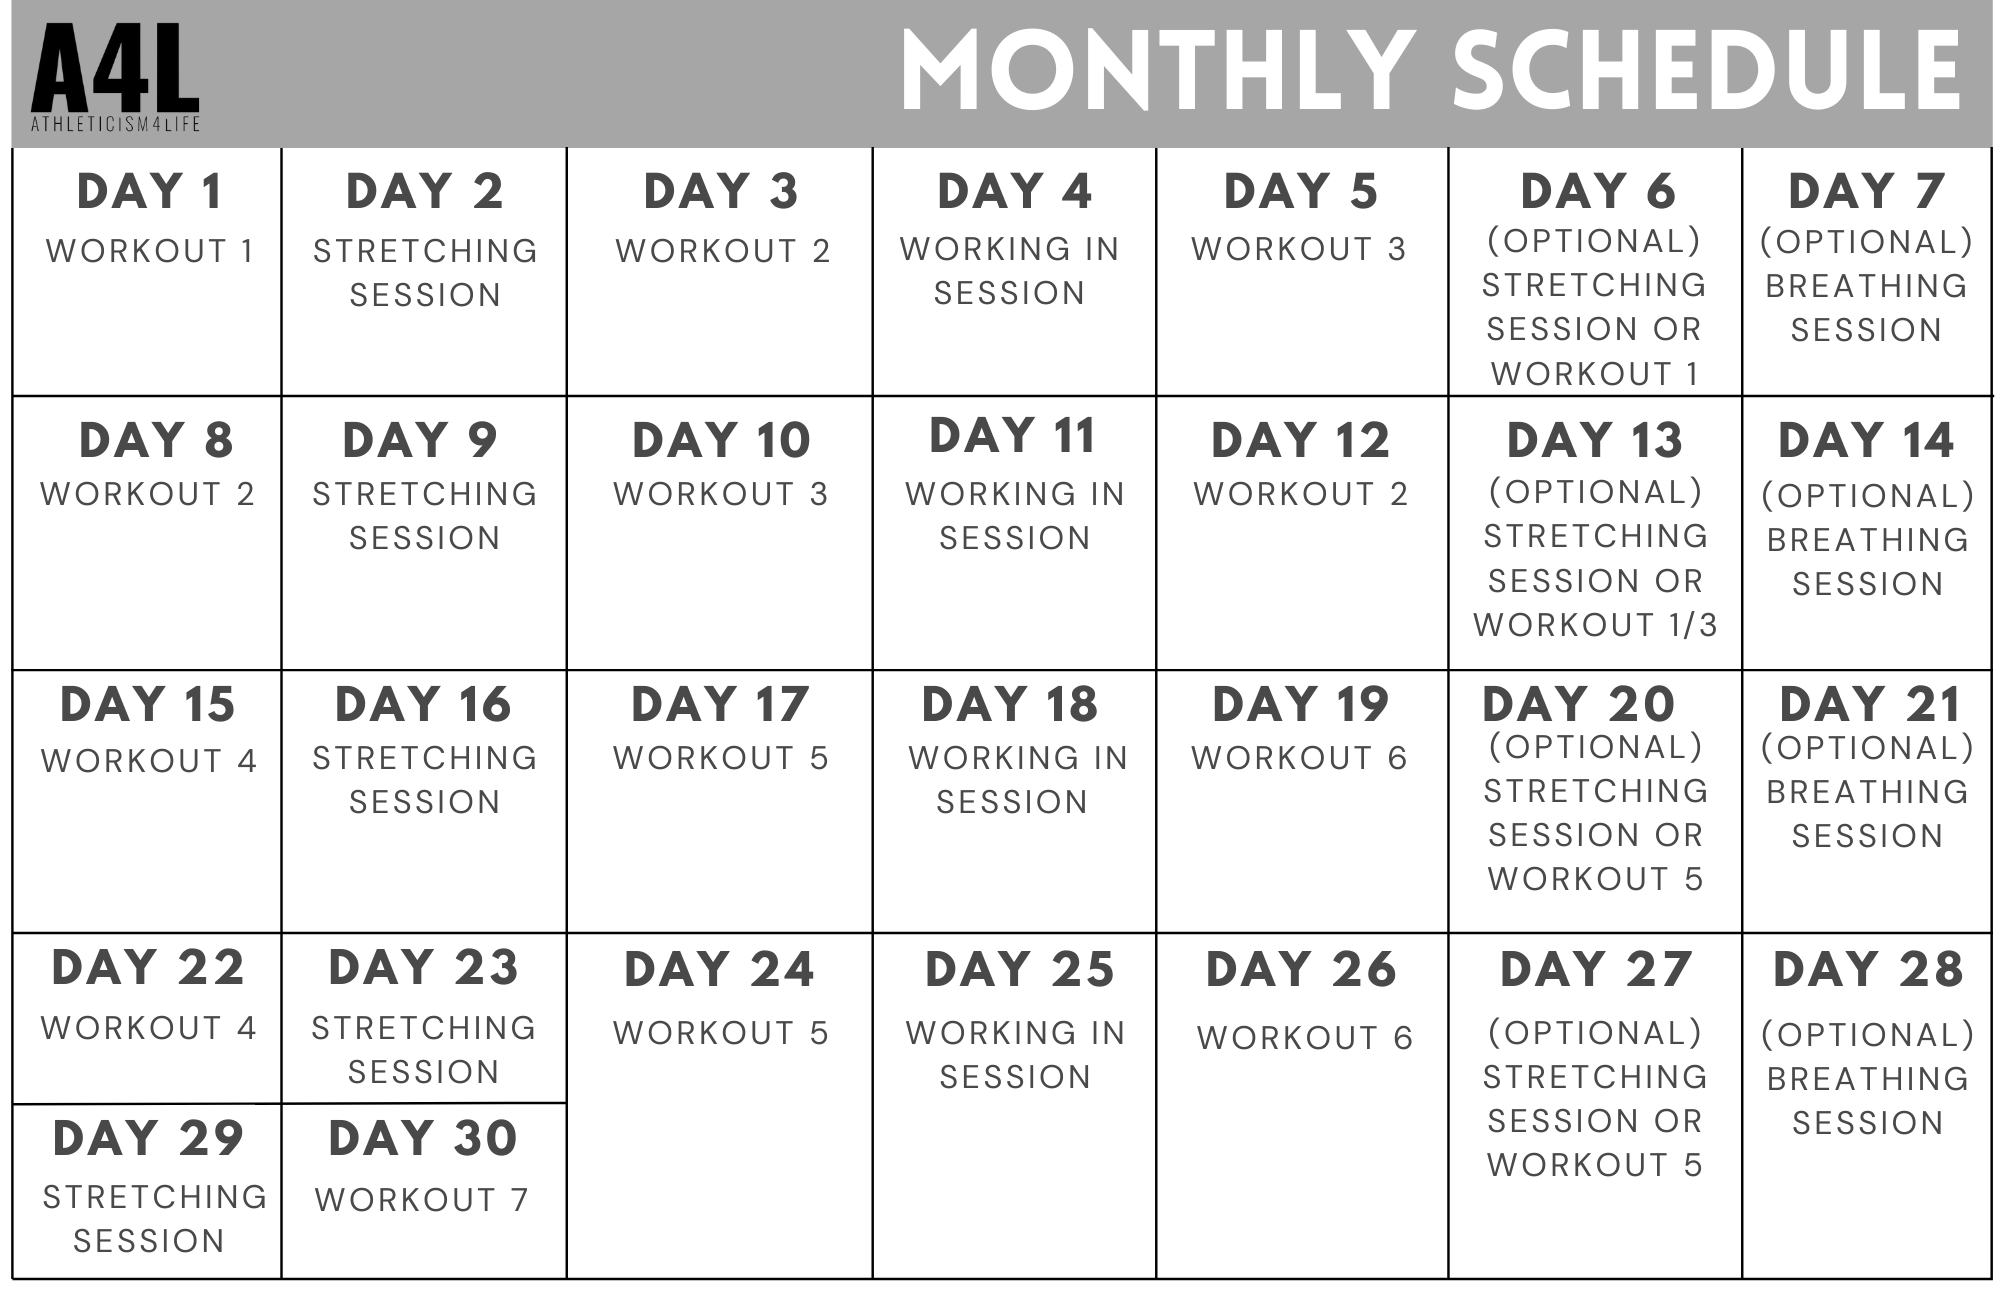 A4L
ATHLETICISM4LIFE
MONTHLY SCHEDULE
DAY 1
WORKOUT 1
DAY 2
STRETCHING
SESSION
DAY 3
WORKOUT 2
DAY 4
WORKING IN
SESSION
DAY 5
WORKOUT 3
DAY 6
(OPTIONAL)
STRETCHING
SESSION OR
WORKOUT 1
DAY 7
(OPTIONAL)
BREATHING
SESSION
DAY 8
WORKOUT 2
DAY 9
STRETCHING
SESSION
DAY 10
WORKOUT 3
DAY 11
WORKING IN
SESSION
DAY 12
WORKOUT 2
DAY 13
(OPTIONAL)
STRETCHING
SESSION OR
WORKOUT 1/3
DAY 14
(OPTIONAL)
BREATHING
SESSION
DAY 15
WORKOUT 4
DAY 16
STRETCHING
SESSION
DAY 17
WORKOUT 5
DAY 18
WORKING IN
SESSION
DAY 19
WORKOUT 6
DAY 20
(OPTIONAL)
STRETCHING
SESSION OR
WORKOUT 5
DAY 21
(OPTIONAL)
BREATHING
SESSION
DAY 22
WORKOUT 4
DAY 23
STRETCHING
SESSION
DAY 24
WORKOUT 5
DAY 25
WORKING IN
SESSION
DAY 26
WORKOUT 6
DAY 27
(OPTIONAL)
STRETCHING
SESSION OR
WORKOUT 5
DAY 28
(OPTIONAL)
BREATHING
SESSION
DAY 29
STRETCHING
SESSION
DAY 30
WORKOUT 7